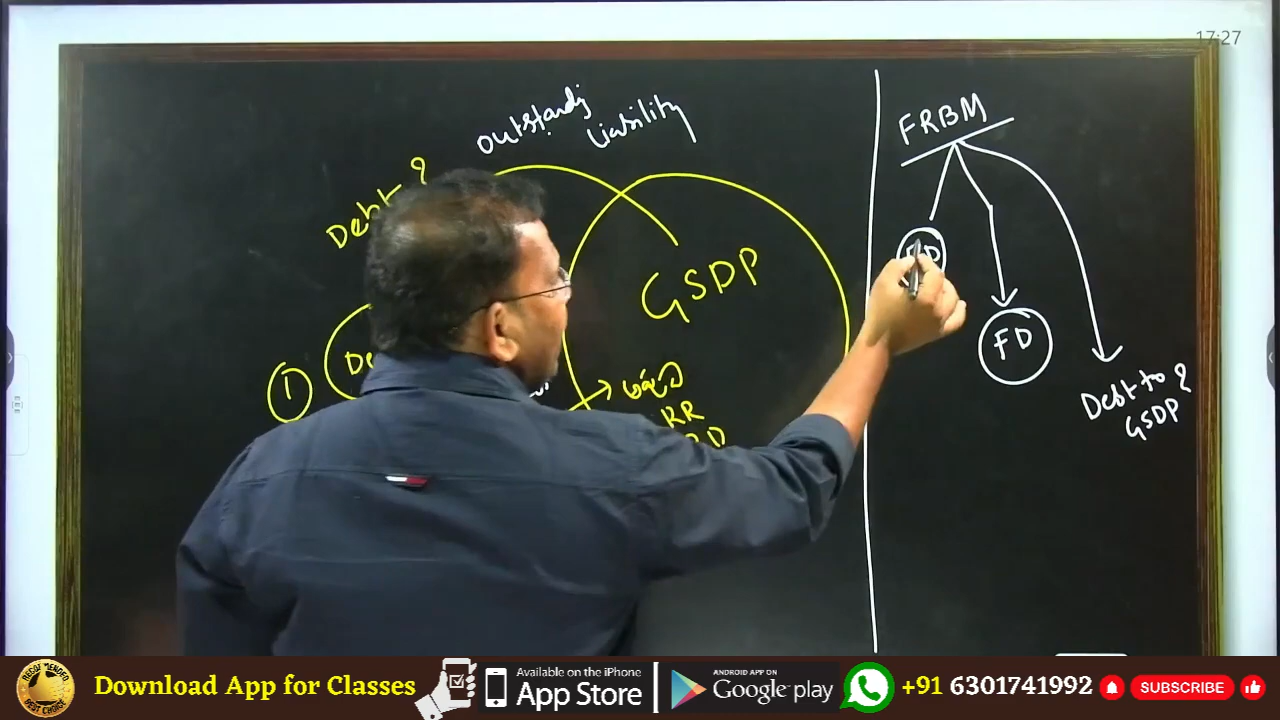 17:27
outstandij
Liability
Debt ?
GSDP
1
De
RR
FRBM
FD
Debt to ?
GSDP
Download App for Classes
Available on the iPhone
App Store
ANDROID APP ON
Google play
+91 6301741992
SUBSCRIBE